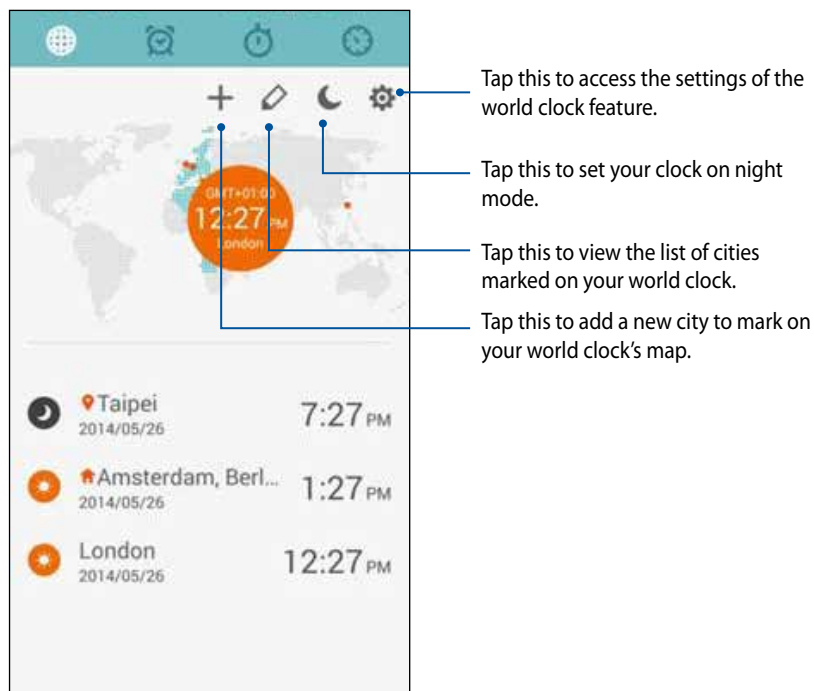 Tap this to access the settings of the
world clock feature.
Tap this to set your clock on night
mode.
Tap this to view the list of cities
marked on your world clock.
Tap this to add a new city to mark on
your world clock’s map.
GMT+01:00
12:27 PM
London
Taipei
7:27 PM
2014/05/26
Amsterdam, Berl...
1:27 PM
2014/05/26
London
12:27 PM
2014/05/26